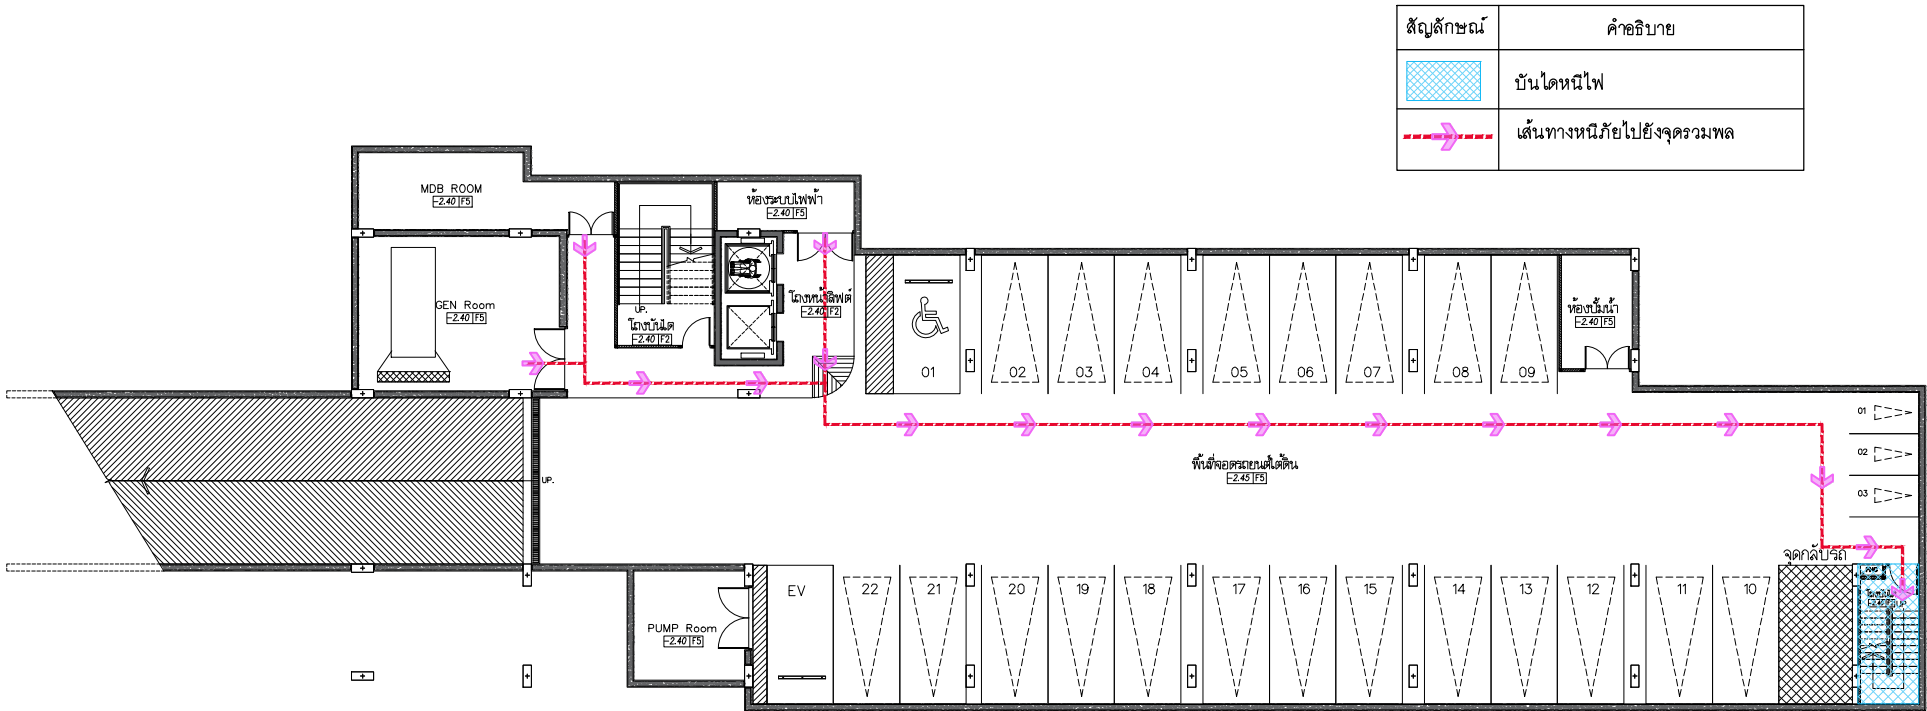 สัญลักษณ์ คำอธิบาย
บันไดหนีไฟ
เส้นทางหนีภัยไปยังจุดรวมพล
MDB ROOM
-2.40 F5
ห้องระบบไฟฟ้า
-2.40 F5
GEN Room
-2.40 F5
UP.
โถงบันได
-2.40 F2
โถงหน้าลิฟต์
-2.40 F2
ห้องปั๊มน้ำ
-2.40 F5
01 02 03 04 05 06 07 08 09
01
02
03
พื้นที่จอดรถยนต์ใต้ดิน
-2.45 F5
UP.
จุดกลับรถ
EV 22 21 20 19 18 17 16 15 14 13 12 11 10
PUMP Room
-2.40 F5
UP